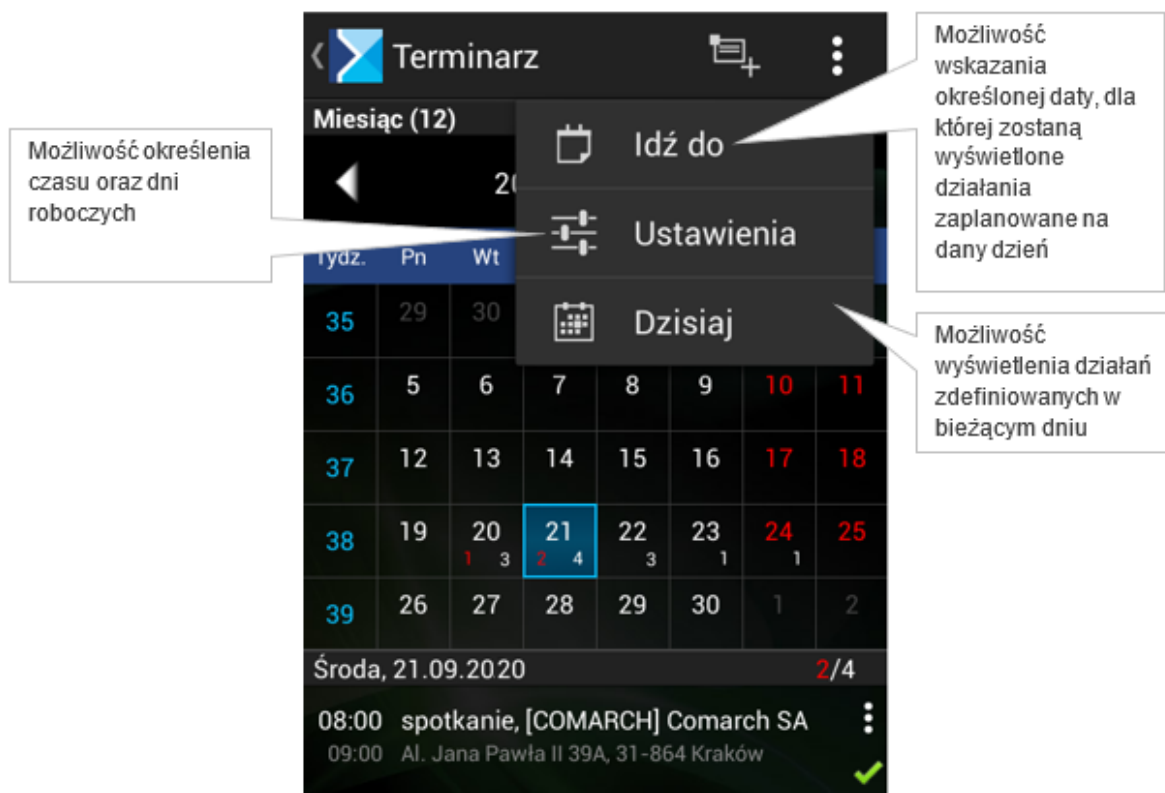 Terminarz
Miesiąc (12)
Idź do
Ustawienia
Dzisiaj
Możliwość określenia
czasu oraz dni
roboczych
Możliwość
wskazania
określonej daty, dla
której zostaną
wyświetlone
działania
zaplanowane na
dany dzień
Możliwość
wyświetlenia działań
zdefiniowanych w
bieżącym dniu
Tydz. Pn Wt
35 29 30
36 5 6 7 8 9 10 11
37 12 13 14 15 16 17 18
38 19 20 21 22 23 24 25
1 3 2 4 3 1 1
39 26 27 28 29 30 1 2
Środa, 21.09.2020 2/4
08:00 spotkanie, [COMARCH] Comarch SA
09:00 Al. Jana Pawła II 39A, 31-864 Kraków